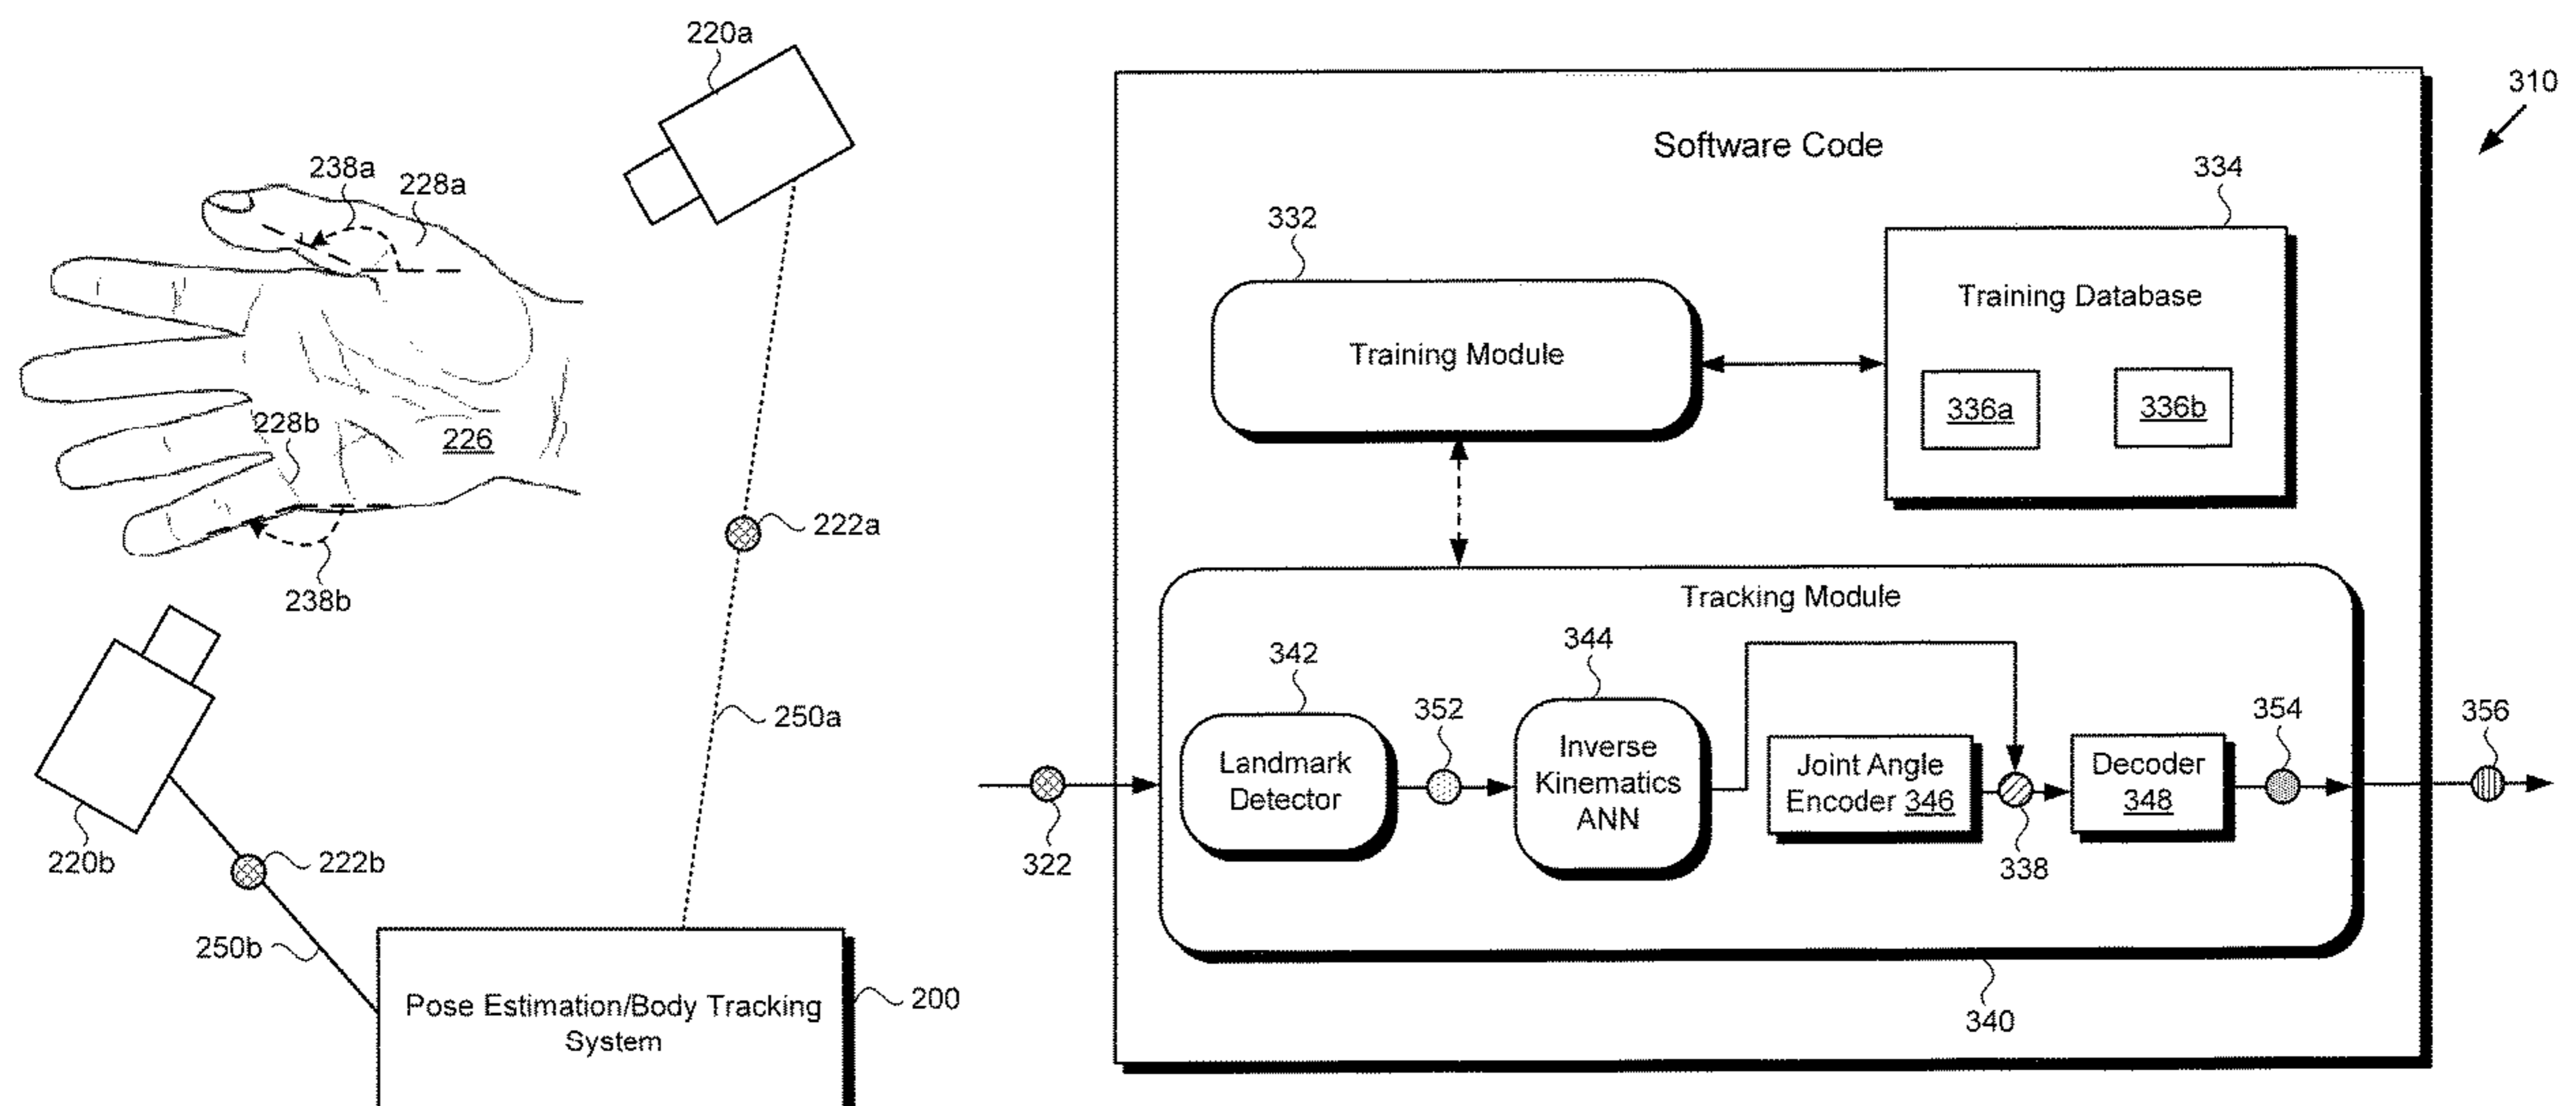 220a
238a
228a
228b
226
222a
238b
250a
220b
222b
250b
Pose Estimation/Body Tracking
System
200
310
Software Code
332
334
Training Module
Training Database
336a
336b
Tracking Module
342
344
352
354
356
Landmark
Detector
Inverse
Kinematics
ANN
Joint Angle
Encoder 346
Decoder
348
322
338
340